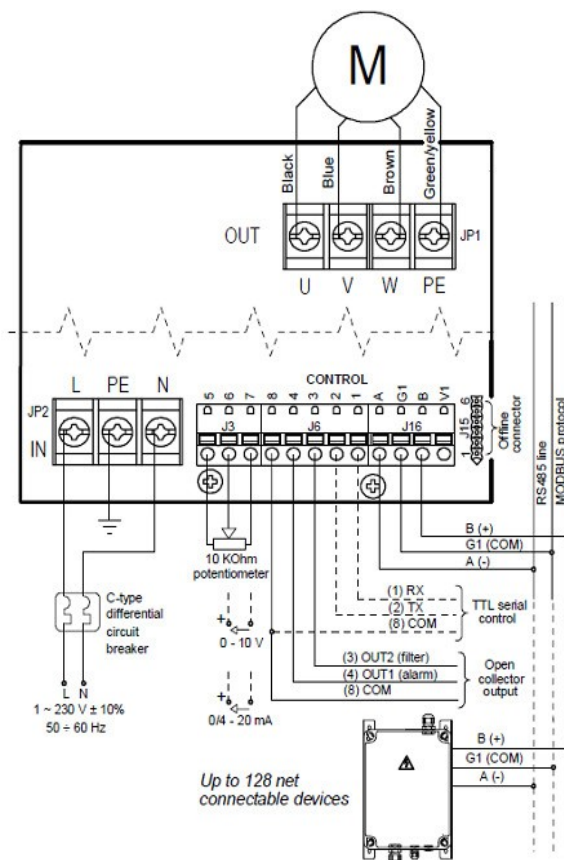 M
Black
Blue
Brown
Green/yellow
OUT
JP1
U V W PE
L PE N
CONTROL
JP2
IN
5 6 7 8 4 3 2 1 A G1 B V1
J3 J6 J16
6
J15
1
Offline
connector
RS485 line
MODBUS protocol
10 KOhm
potentiometer
B (+)
G1 (COM)
A (-)
C-type
differential
circuit
breaker
+
0 - 10 V
(1) RX
(2) TX
(8) COM
TTL serial
control
L N
1 ~ 230 V ± 10%
50 ÷ 60 Hz
+
0/4 - 20 mA
(3) OUT2 (filter)
(4) OUT1 (alarm)
(8) COM
Open
collector
output
Up to 128 net
connectable devices
B (+)
G1 (COM)
A (-)